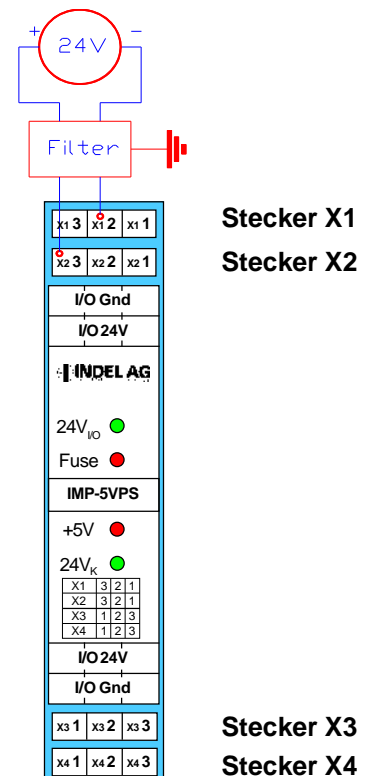 + 24V −
Filter
X1 3 X1 2 X1 1 Stecker X1
X2 3 X2 2 X2 1 Stecker X2
I/O Gnd
I/O 24V
INDEL AG
24V I/O
Fuse
IMP-5VPS
+5V
24V K
X1 3 2 1
X2 3 2 1
X3 1 2 3
X4 1 2 3
I/O 24V
I/O Gnd
X3 1 X3 2 X3 3 Stecker X3
X4 1 X4 2 X4 3 Stecker X4